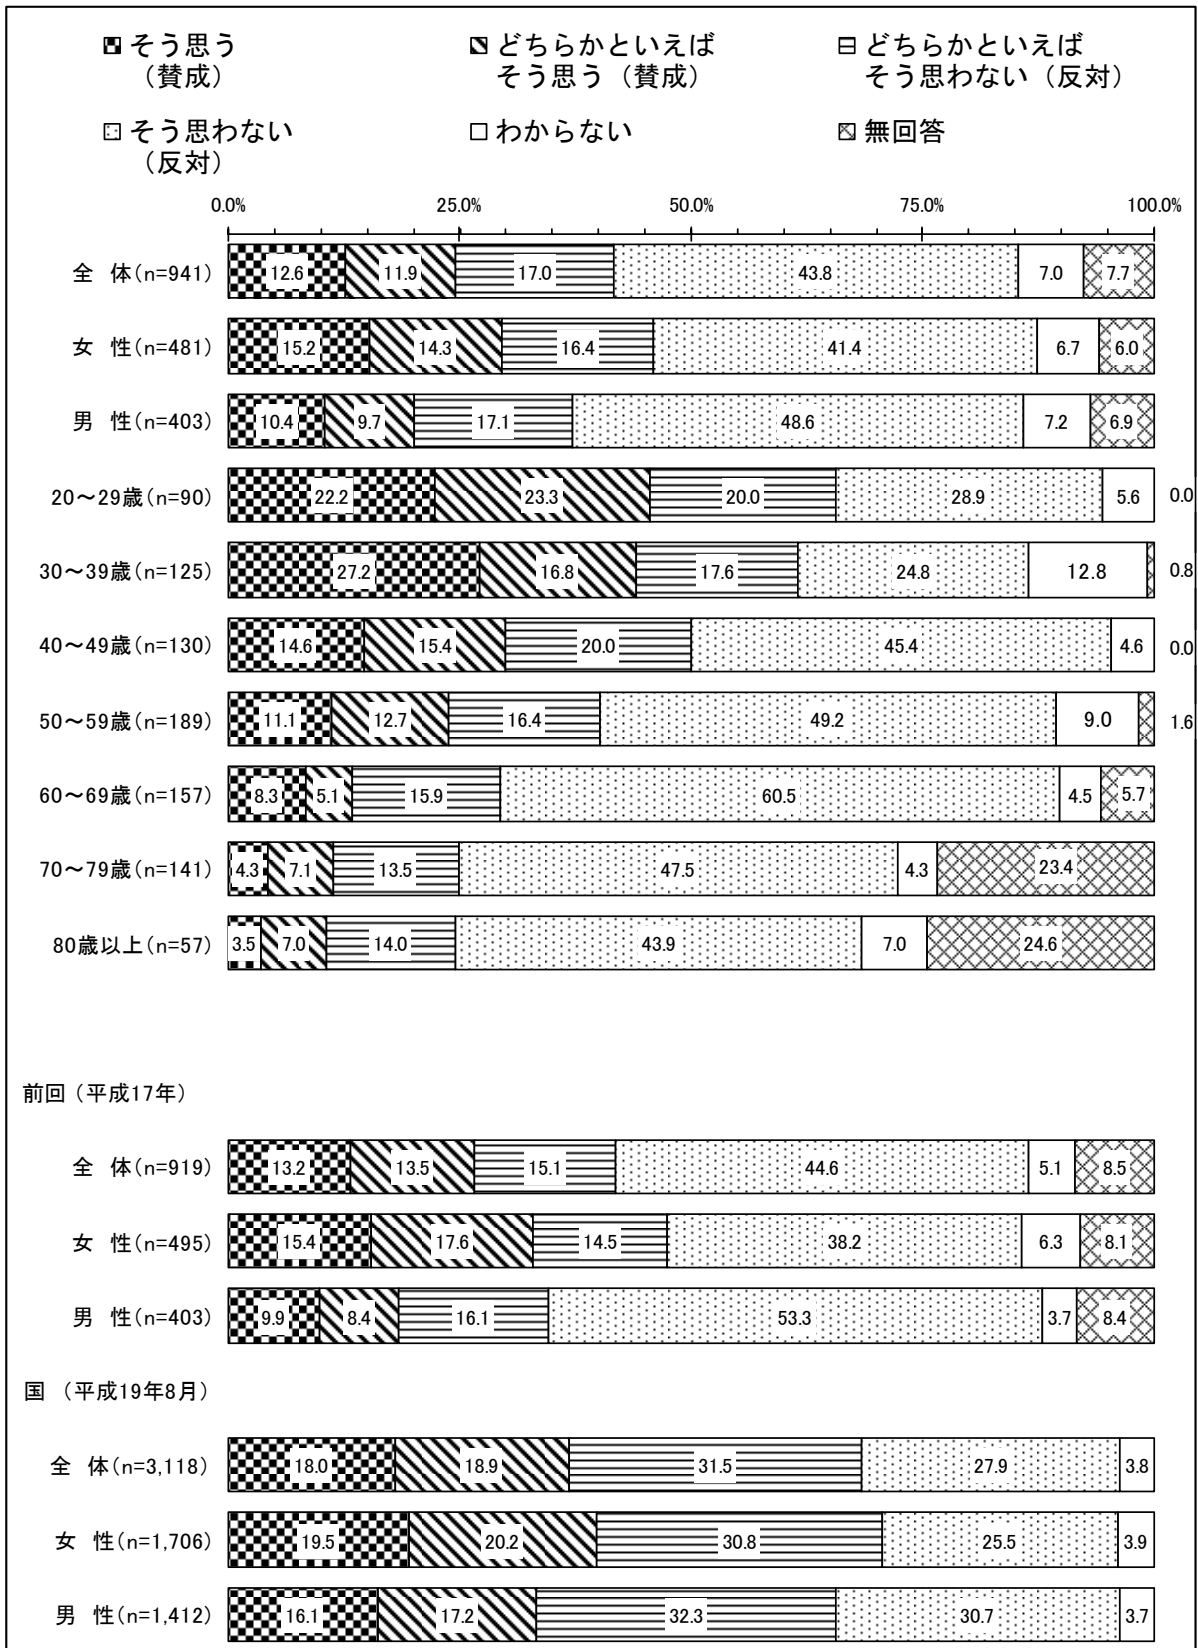 そう思う
(賛成)
どちらかといえば
そう思う(賛成)
どちらかといえば
そう思わない(反対)
そう思わない
(反対)
わからない
無回答
0.0% 25.0% 50.0% 75.0% 100.0%
全 体(n=941) 12.6 11.9 17.0 43.8 7.0 7.7
女 性(n=481) 15.2 14.3 16.4 41.4 6.7 6.0
男 性(n=403) 10.4 9.7 17.1 48.6 7.2 6.9
20~29歳(n=90) 22.2 23.3 20.0 28.9 5.6 0.0
30~39歳(n=125) 27.2 16.8 17.6 24.8 12.8 0.8
40~49歳(n=130) 14.6 15.4 20.0 45.4 4.6 0.0
50~59歳(n=189) 11.1 12.7 16.4 49.2 9.0 1.6
60~69歳(n=157) 8.3 5.1 15.9 60.5 4.5 5.7
70~79歳(n=141) 4.3 7.1 13.5 47.5 4.3 23.4
80歳以上(n=57) 3.5 7.0 14.0 43.9 7.0 24.6
前回(平成17年)
全 体(n=919) 13.2 13.5 15.1 44.6 5.1 8.5
女 性(n=495) 15.4 17.6 14.5 38.2 6.3 8.1
男 性(n=403) 9.9 8.4 16.1 53.3 3.7 8.4
国 (平成19年8月)
全 体(n=3,118) 18.0 18.9 31.5 27.9 3.8
女 性(n=1,706) 19.5 20.2 30.8 25.5 3.9
男 性(n=1,412) 16.1 17.2 32.3 30.7 3.7